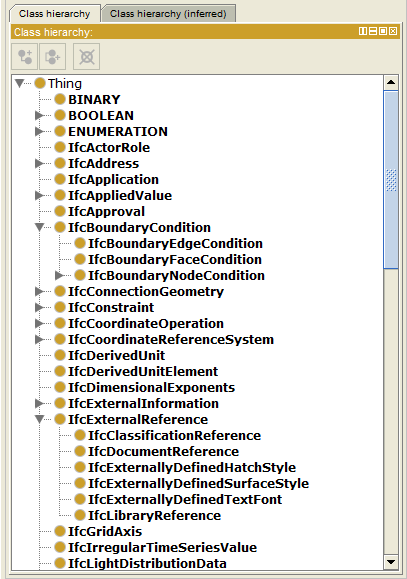 Class hierarchy
Class hierarchy (inferred)
Class hierarchy:
Thing
BINARY
BOOLEAN
ENUMERATION
IfcActorRole
IfcAddress
IfcApplication
IfcAppliedValue
IfcApproval
IfcBoundaryCondition
IfcBoundaryEdgeCondition
IfcBoundaryFaceCondition
IfcBoundaryNodeCondition
IfcConnectionGeometry
IfcConstraint
IfcCoordinateOperation
IfcCoordinateReferenceSystem
IfcDerivedUnit
IfcDerivedUnitElement
IfcDimensionalExponents
IfcExternalInformation
IfcExternalReference
IfcClassificationReference
IfcDocumentReference
IfcExternallyDefinedHatchStyle
IfcExternallyDefinedSurfaceStyle
IfcExternallyDefinedTextFont
IfcLibraryReference
IfcGridAxis
IfcIrregularTimeSeriesValue
IfcLightDistributionData